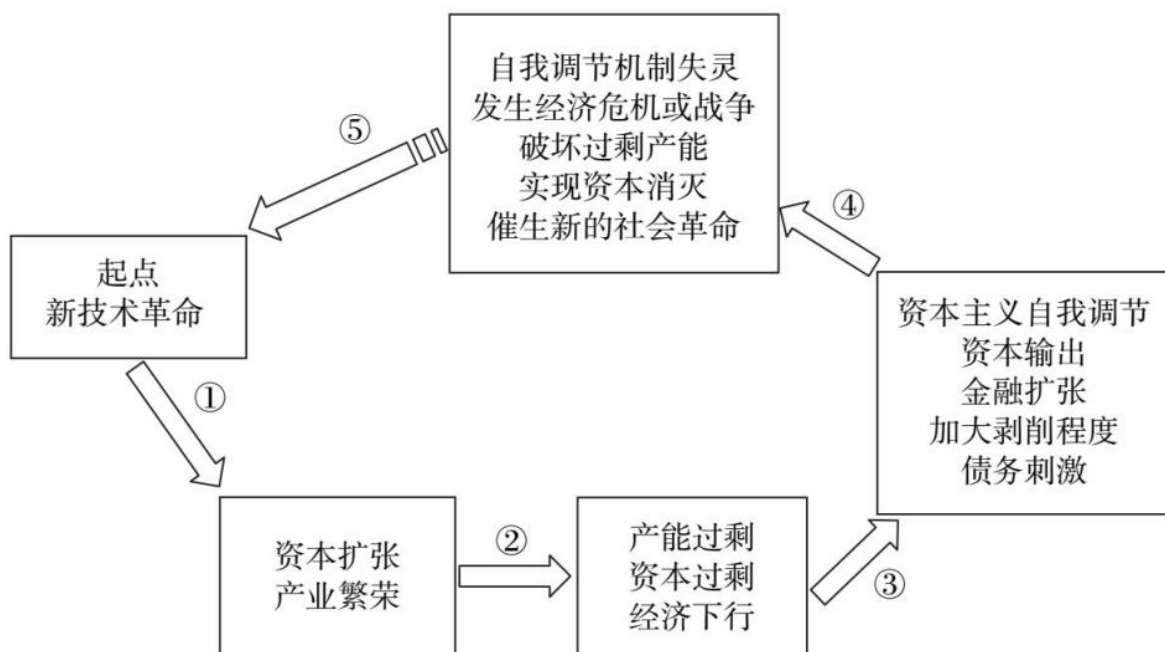 自我调节机制失灵
发生经济危机或战争
破坏过剩产能
实现资本消灭
催生新的社会革命
⑤
④
起点
新技术革命
资本主义自我调节
资本输出
金融扩张
加大剥削程度
债务刺激
①
资本扩张
产业繁荣
②
产能过剩
资本过剩
经济下行
③